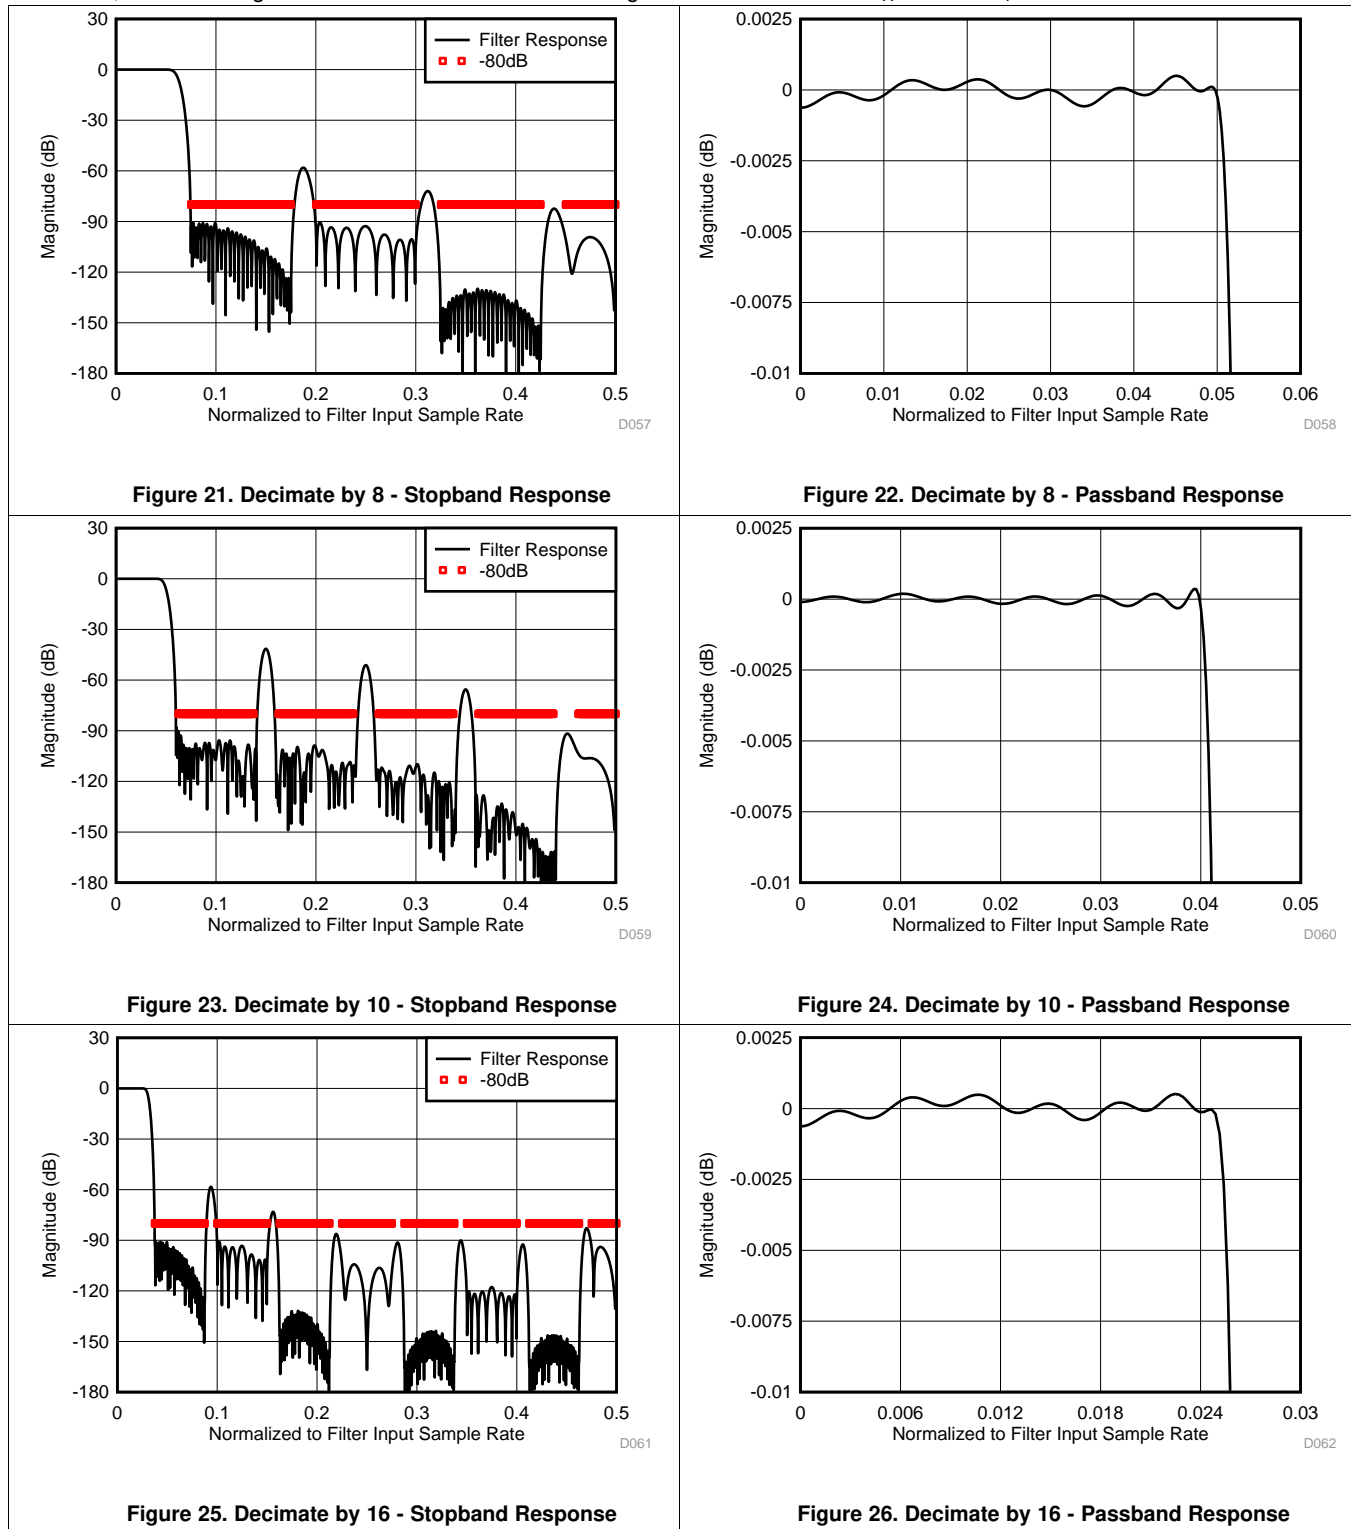 30
0
-30
-60
-90
-120
-150
-180
Magnitude (dB)
Filter Response
-80dB
0 0.1 0.2 0.3 0.4 0.5
Normalized to Filter Input Sample Rate
D057
Figure 21. Decimate by 8 - Stopband Response
0.0025
0
-0.0025
-0.005
-0.0075
-0.01
Magnitude (dB)
0 0.01 0.02 0.03 0.04 0.05 0.06
Normalized to Filter Input Sample Rate
D058
Figure 22. Decimate by 8 - Passband Response
30
0
-30
-60
-90
-120
-150
-180
Magnitude (dB)
Filter Response
-80dB
0 0.1 0.2 0.3 0.4 0.5
Normalized to Filter Input Sample Rate
D059
Figure 23. Decimate by 10 - Stopband Response
0.0025
0
-0.0025
-0.005
-0.0075
-0.01
Magnitude (dB)
0 0.01 0.02 0.03 0.04 0.05
Normalized to Filter Input Sample Rate
D060
Figure 24. Decimate by 10 - Passband Response
30
0
-30
-60
-90
-120
-150
-180
Magnitude (dB)
Filter Response
-80dB
0 0.1 0.2 0.3 0.4 0.5
Normalized to Filter Input Sample Rate
D061
Figure 25. Decimate by 16 - Stopband Response
0.0025
0
-0.0025
-0.005
-0.0075
-0.01
Magnitude (dB)
0 0.006 0.012 0.018 0.024 0.03
Normalized to Filter Input Sample Rate
D062
Figure 26. Decimate by 16 - Passband Response